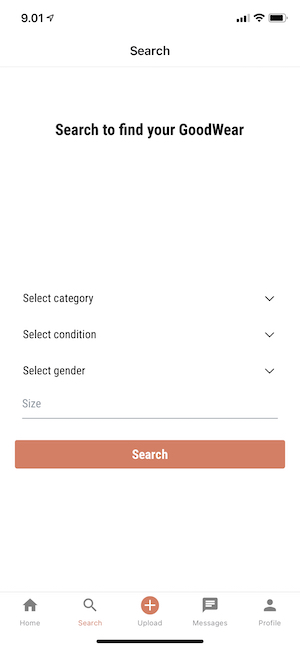 9.01
Search
Search to find your GoodWear
Select category
Select condition
Select gender
Size
Search
Home
Search
Upload
Messages
Profile